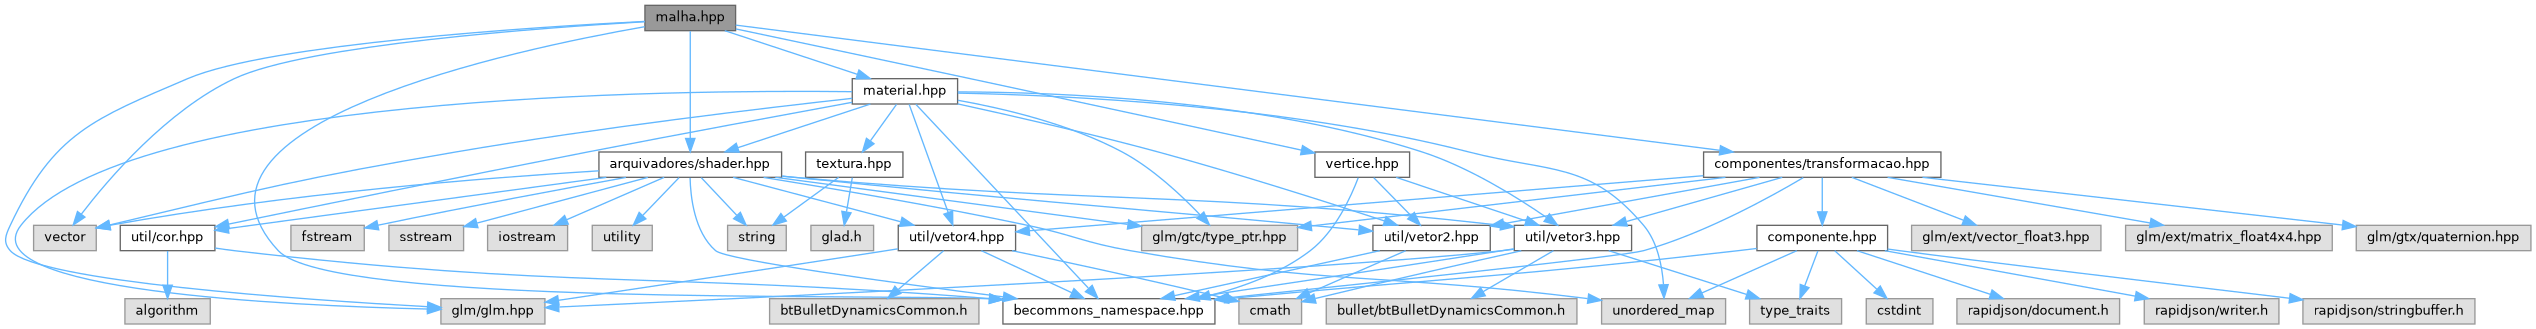 malha.hpp
material.hpp
arquivadores/shader.hpp
textura.hpp
vertice.hpp
componentes/transformacao.hpp
vector
util/cor.hpp
fstream
sstream
iostream
utility
string
glad.h
util/vetor4.hpp
glm/gtc/type_ptr.hpp
util/vetor2.hpp
util/vetor3.hpp
componente.hpp
glm/ext/vector_float3.hpp
glm/ext/matrix_float4x4.hpp
glm/gtx/quaternion.hpp
algorithm
glm/glm.hpp
btBulletDynamicsCommon.h
becommons_namespace.hpp
cmath
bullet/btBulletDynamicsCommon.h
unordered_map
type_traits
cstdint
rapidjson/document.h
rapidjson/writer.h
rapidjson/stringbuffer.h